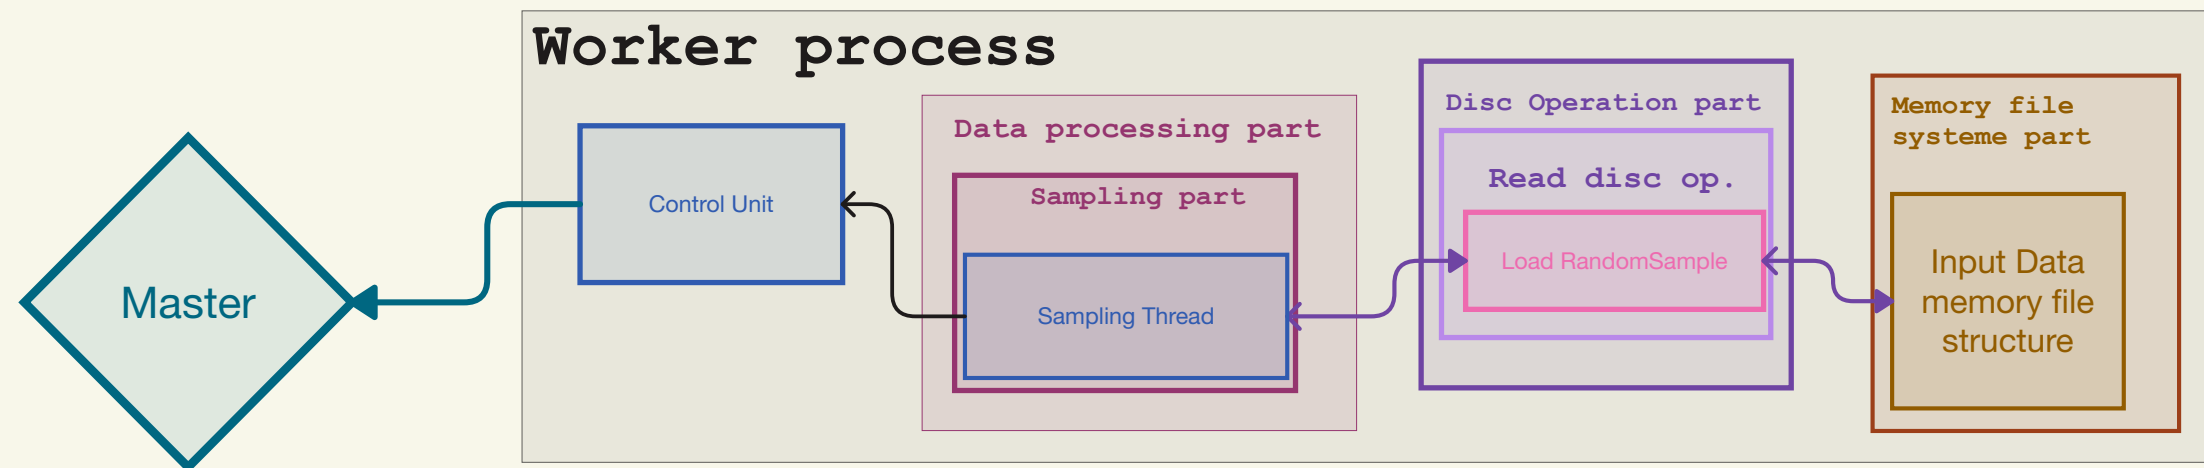 Worker process
Master
Control Unit
Data processing part
Sampling part
Sampling Thread
Disc Operation part
Read disc op.
Load RandomSample
Memory file
systeme part
Input Data
memory file
structure